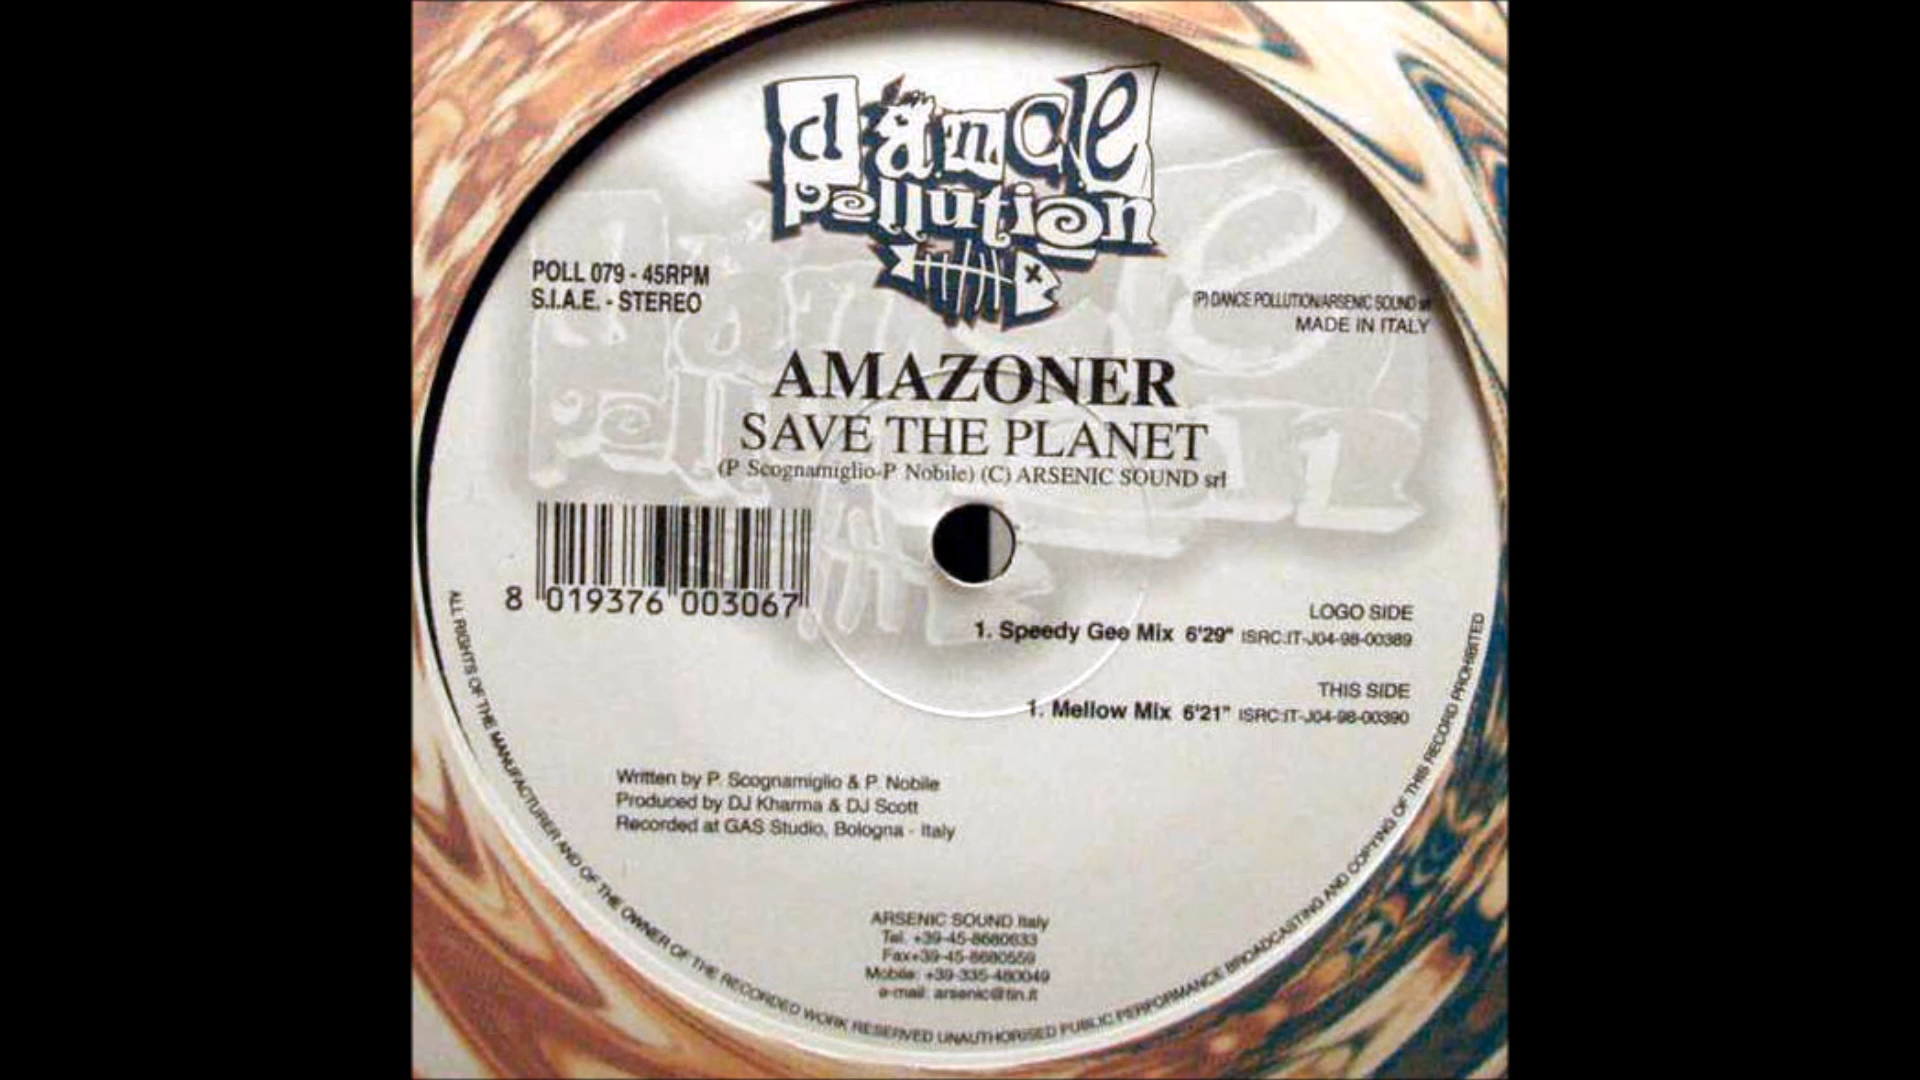 dance
pollution
POLL 079 - 45RPM
S.I.A.E. - STEREO
(P) DANCE POLLUTION/ARSENIC SOUND srl
MADE IN ITALY
AMAZONER
SAVE THE PLANET
(P. Scognamiglio-P. Nobile) (C) ARSENIC SOUND srl
8 019376 003067
LOGO SIDE
1. Speedy Gee Mix 6'29" ISRC:IT-J04-98-00389
THIS SIDE
1. Mellow Mix 6'21" ISRC:IT-J04-98-00390
Written by P. Scognamiglio & P. Nobile
Produced by DJ Kharma & DJ Scott
Recorded at GAS Studio, Bologna - Italy
ARSENIC SOUND Italy
Tel. +39-45-8680633
Fax+39-45-8680559
Mobile: +39-335-480049
e-mail: arsenic@tin.it
ALL RIGHTS OF THE MANUFACTURER AND OF THE OWNER OF THE RECORDED WORK RESERVED UNAUTHORISED PUBLIC PERFORMANCE BROADCASTING AND COPYING OF THIS RECORD PROHIBITED